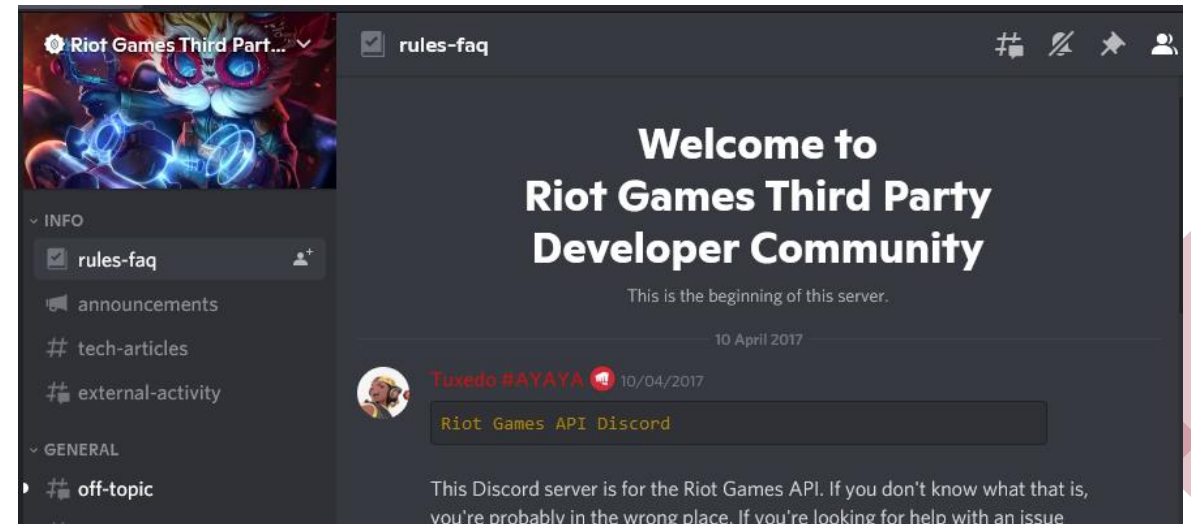 Riot Games Third Part...
INFO
rules-faq
announcements
tech-articles
external-activity
GENERAL
off-topic
rules-faq
Welcome to
Riot Games Third Party
Developer Community
This is the beginning of this server.
10 April 2017
Tuxedo #AYAYA 10/04/2017
Riot Games API Discord
This Discord server is for the Riot Games API. If you don't know what that is,
you're probably in the wrong place. If you're looking for help with an issue